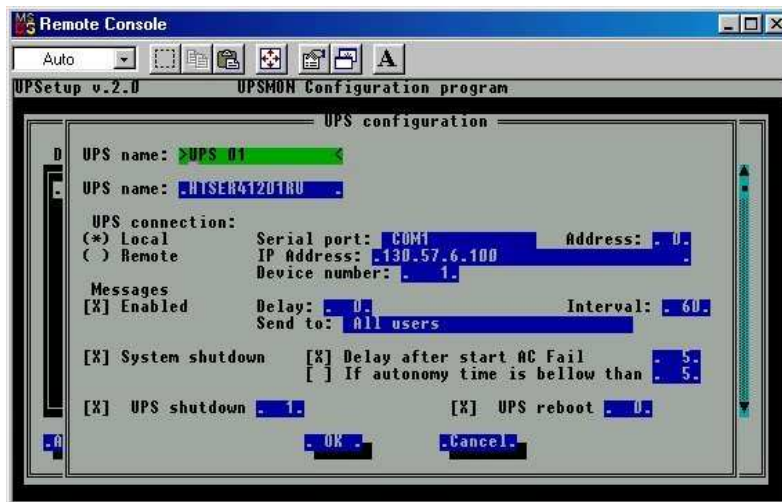 Remote Console
Auto
A
UPSetup v.2.0 UPSMON Configuration program
UPS configuration
D UPS name: >UPS 01 <
UPS name: .HTSER41201RU .
UPS connection:
(*) Local Serial port: COM1 Address: . 0.
( ) Remote IP Address: .130.57.6.100 .
Device number: . 1.
Messages
[X] Enabled Delay: . 0. Interval: . 60.
Send to: All users
[X] System shutdown [X] Delay after start AC Fail . 5.
[ ] If autonomy time is bellow than . 5.
[X] UPS shutdown . 1. [X] UPS reboot . 0.
.A . OK . .Cancel.